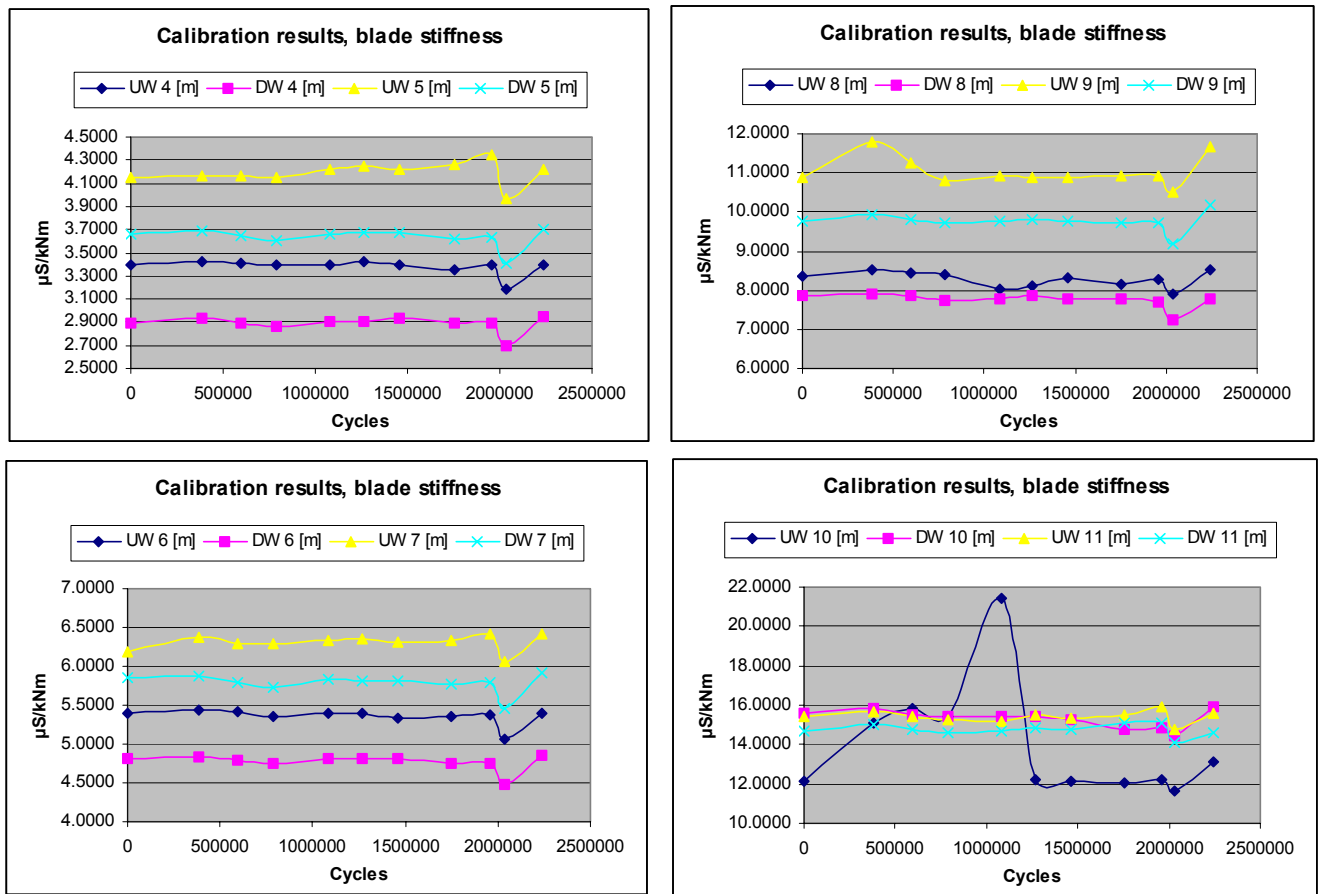 Calibration results, blade stiffness
UW 4 [m] DW 4 [m] UW 5 [m] DW 5 [m]
4.5000
4.3000
4.1000
3.9000
3.7000
3.5000
3.3000
3.1000
2.9000
2.7000
2.5000
µS/kNm
0 500000 1000000 1500000 2000000 2500000
Cycles
Calibration results, blade stiffness
UW 8 [m] DW 8 [m] UW 9 [m] DW 9 [m]
12.0000
11.0000
10.0000
9.0000
8.0000
7.0000
6.0000
µS/kNm
0 500000 1000000 1500000 2000000 2500000
Cycles
Calibration results, blade stiffness
UW 6 [m] DW 6 [m] UW 7 [m] DW 7 [m]
7.0000
6.5000
6.0000
5.5000
5.0000
4.5000
4.0000
µS/kNm
0 500000 1000000 1500000 2000000 2500000
Cycles
Calibration results, blade stiffness
UW 10 [m] DW 10 [m] UW 11 [m] DW 11 [m]
22.0000
20.0000
18.0000
16.0000
14.0000
12.0000
10.0000
µS/kNm
0 500000 1000000 1500000 2000000 2500000
Cycles